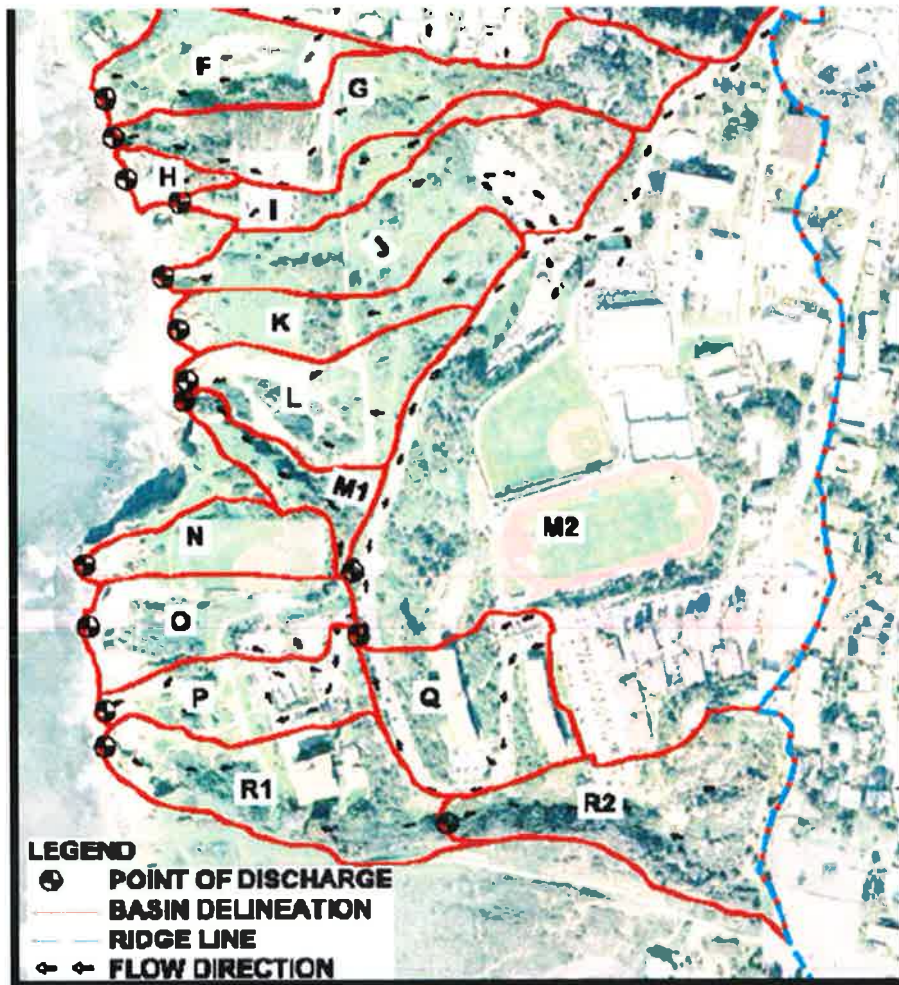 F
G
H
I
J
K
L
M1
N
M2
O
P
Q
R1
R2
LEGEND
POINT OF DISCHARGE
BASIN DELINEATION
RIDGE LINE
FLOW DIRECTION